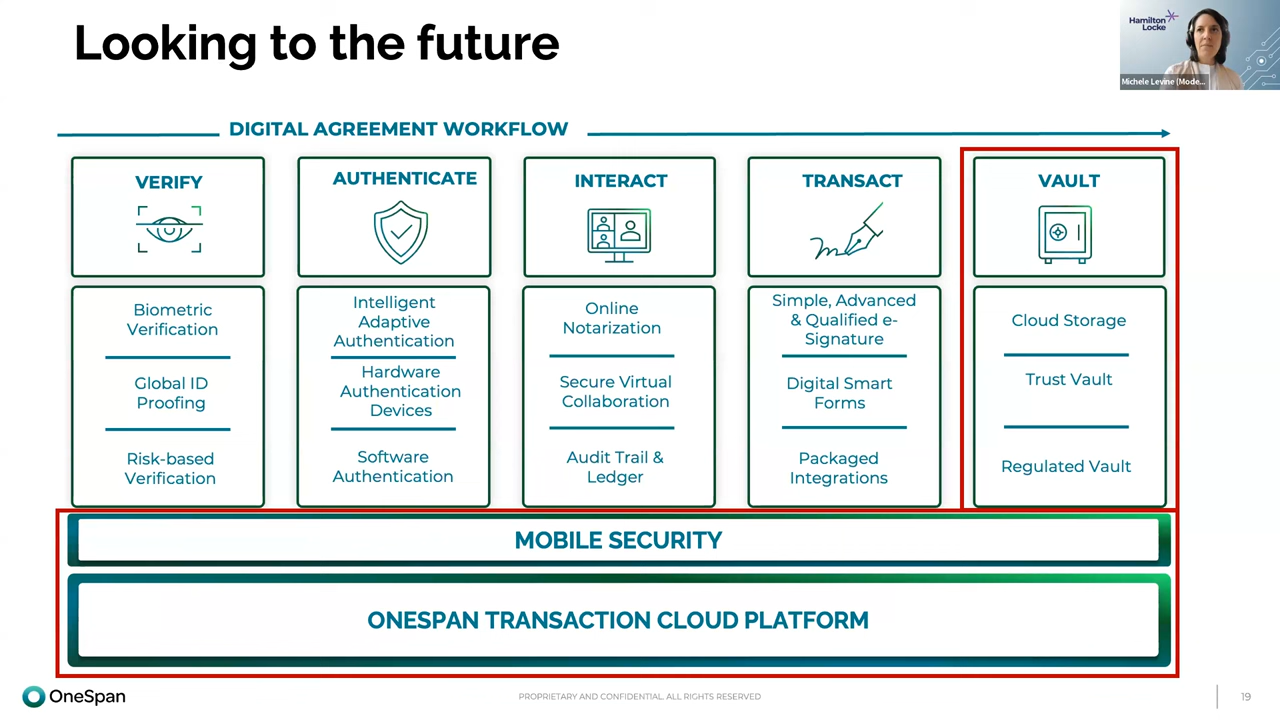 Looking to the future
Hamilton
Locke
Michele Levine (Mode...
DIGITAL AGREEMENT WORKFLOW
VERIFY
Biometric
Verification
Global ID
Proofing
Risk-based
Verification
AUTHENTICATE
Intelligent
Adaptive
Authentication
Hardware
Authentication
Devices
Software
Authentication
INTERACT
Online
Notarization
Secure Virtual
Collaboration
Audit Trail &
Ledger
TRANSACT
Simple, Advanced
& Qualified e-
Signature
Digital Smart
Forms
Packaged
Integrations
VAULT
Cloud Storage
Trust Vault
Regulated Vault
MOBILE SECURITY
ONESPAN TRANSACTION CLOUD PLATFORM
OneSpan
PROPRIETARY AND CONFIDENTIAL. ALL RIGHTS RESERVED
19